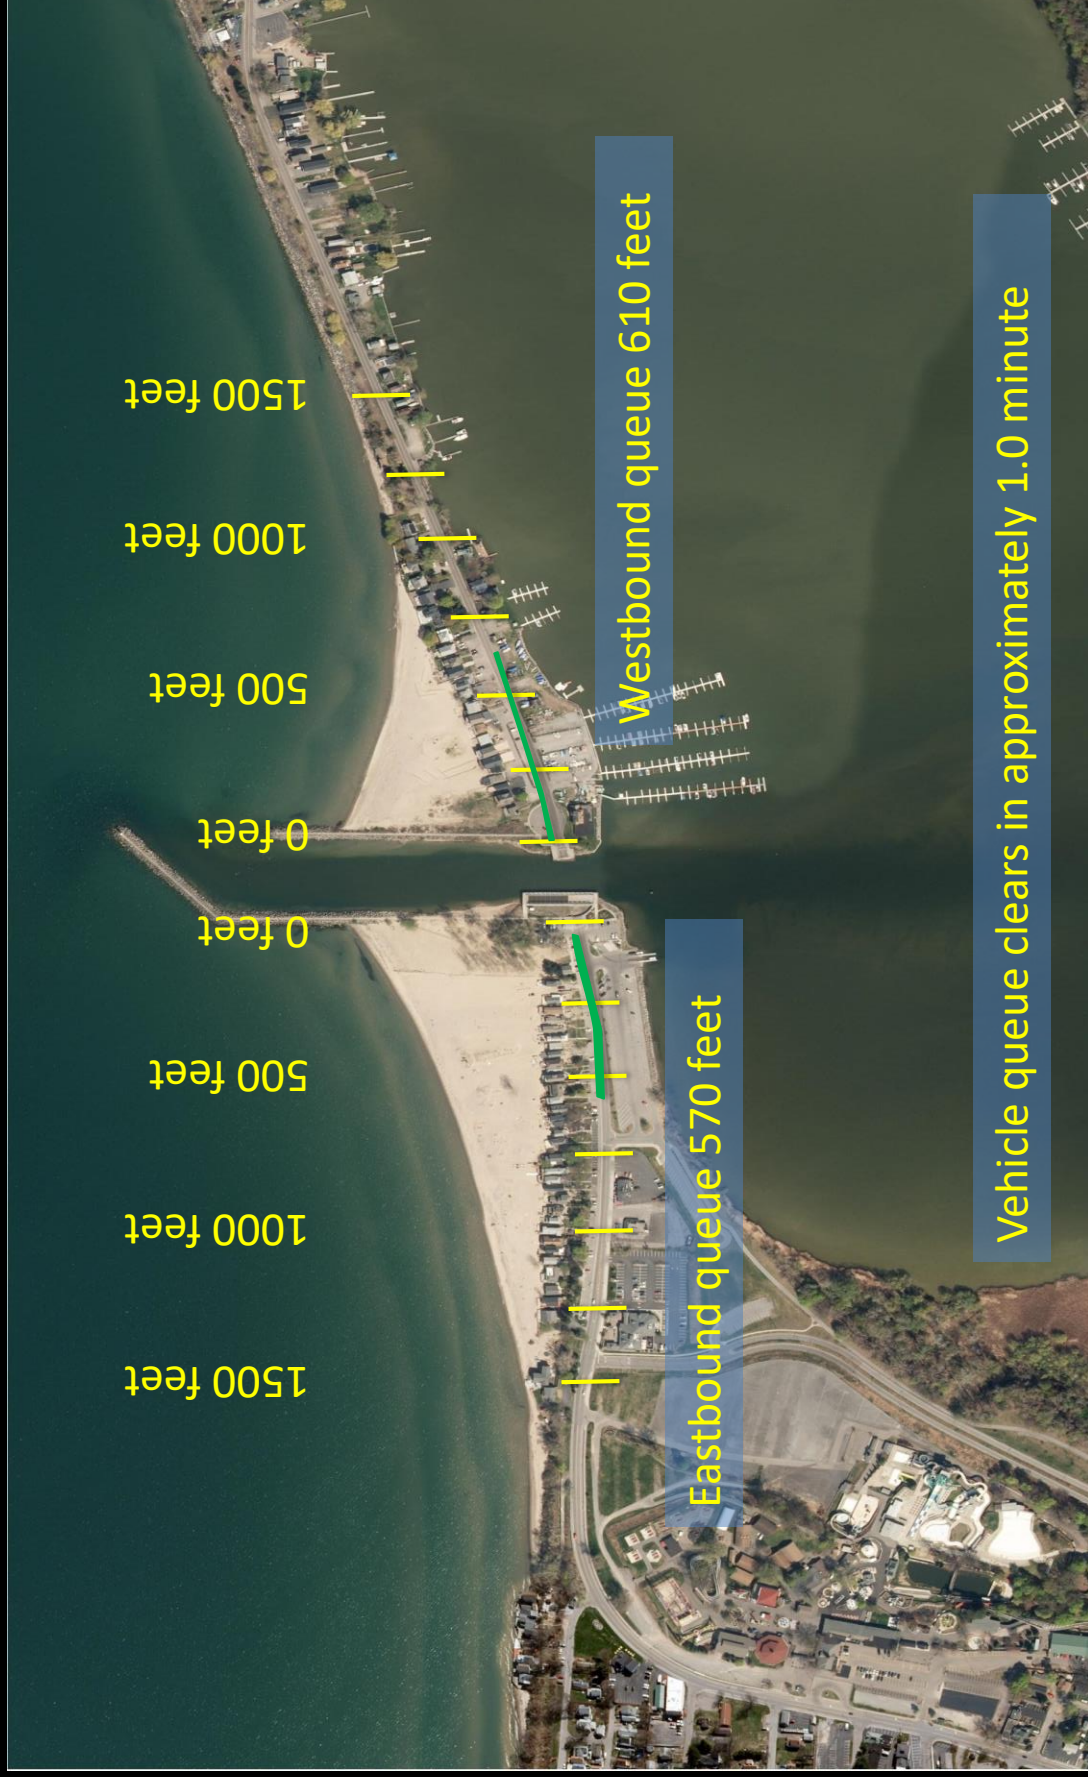 1500 feet
1000 feet
500 feet
0 feet
0 feet
500 feet
1000 feet
1500 feet
Westbound queue 610 feet
Eastbound queue 570 feet
Vehicle queue clears in approximately 1.0 minute